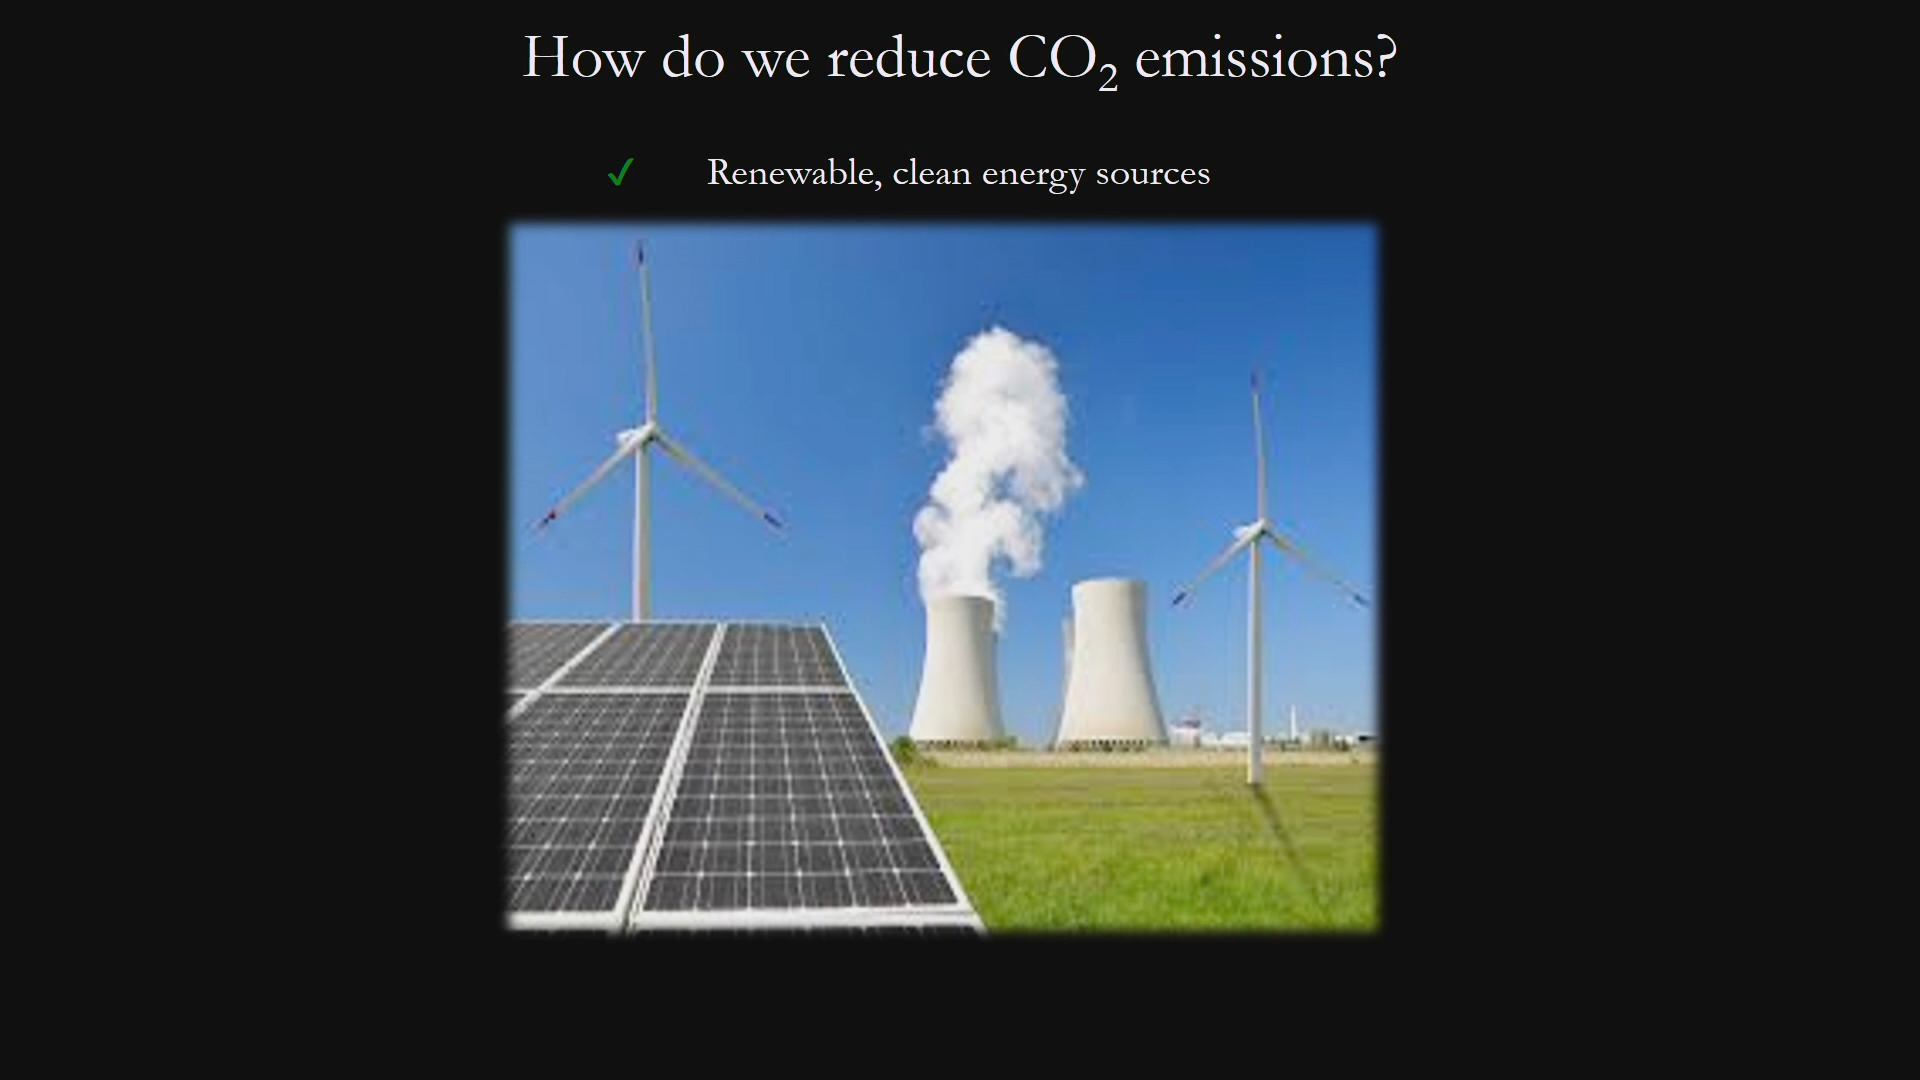 How do we reduce CO₂ emissions?
✓ Renewable, clean energy sources